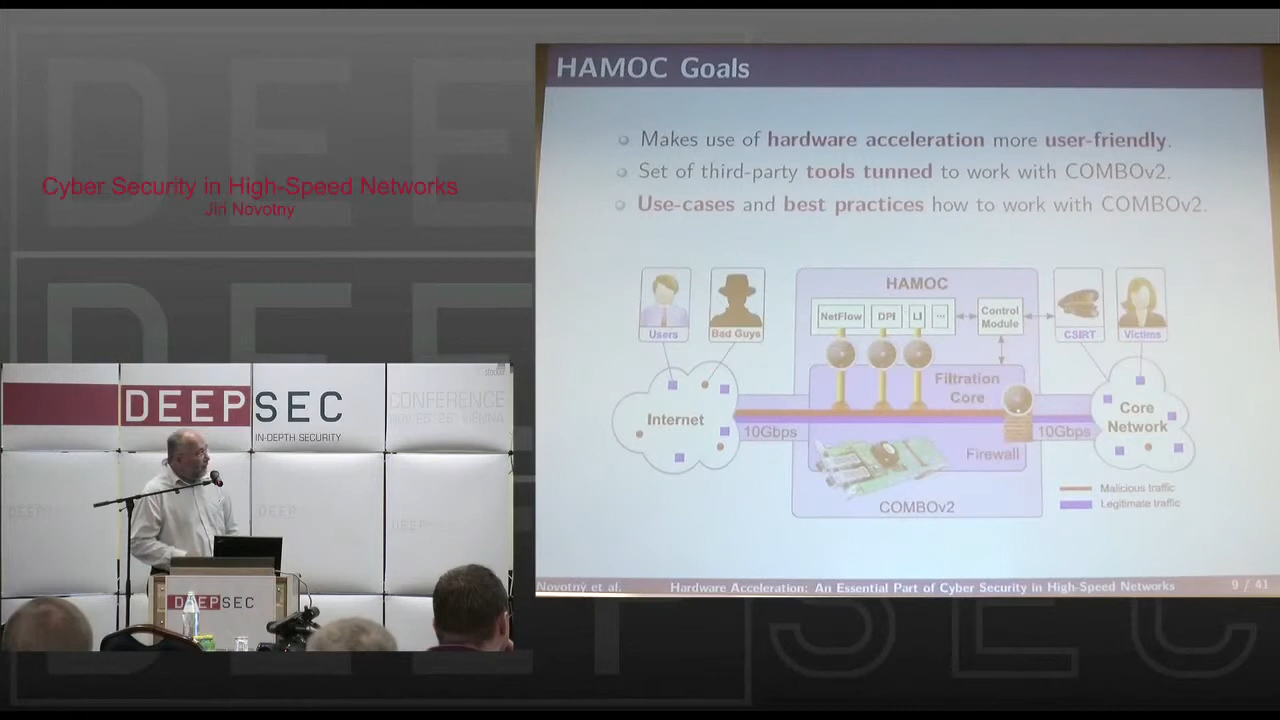 Cyber Security in High-Speed Networks
Jiri Novotny
DEEPSEC
IN-DEPTH SECURITY
CONFERENCE
DEEPSEC
HAMOC Goals
Makes use of hardware acceleration more user-friendly.
Set of third-party tools tunned to work with COMBOv2.
Use-cases and best practices how to work with COMBOv2.
Users
Bad Guys
HAMOC
NetFlow
DPI
LI
...
Control
Module
CSIRT
Victims
Internet
10Gbps
Filtration
Core
Firewall
10Gbps
Core
Network
COMBOv2
Malicious traffic
Legitimate traffic
Novotný et al.
Hardware Acceleration: An Essential Part of Cyber Security in High-Speed Networks
9 / 41